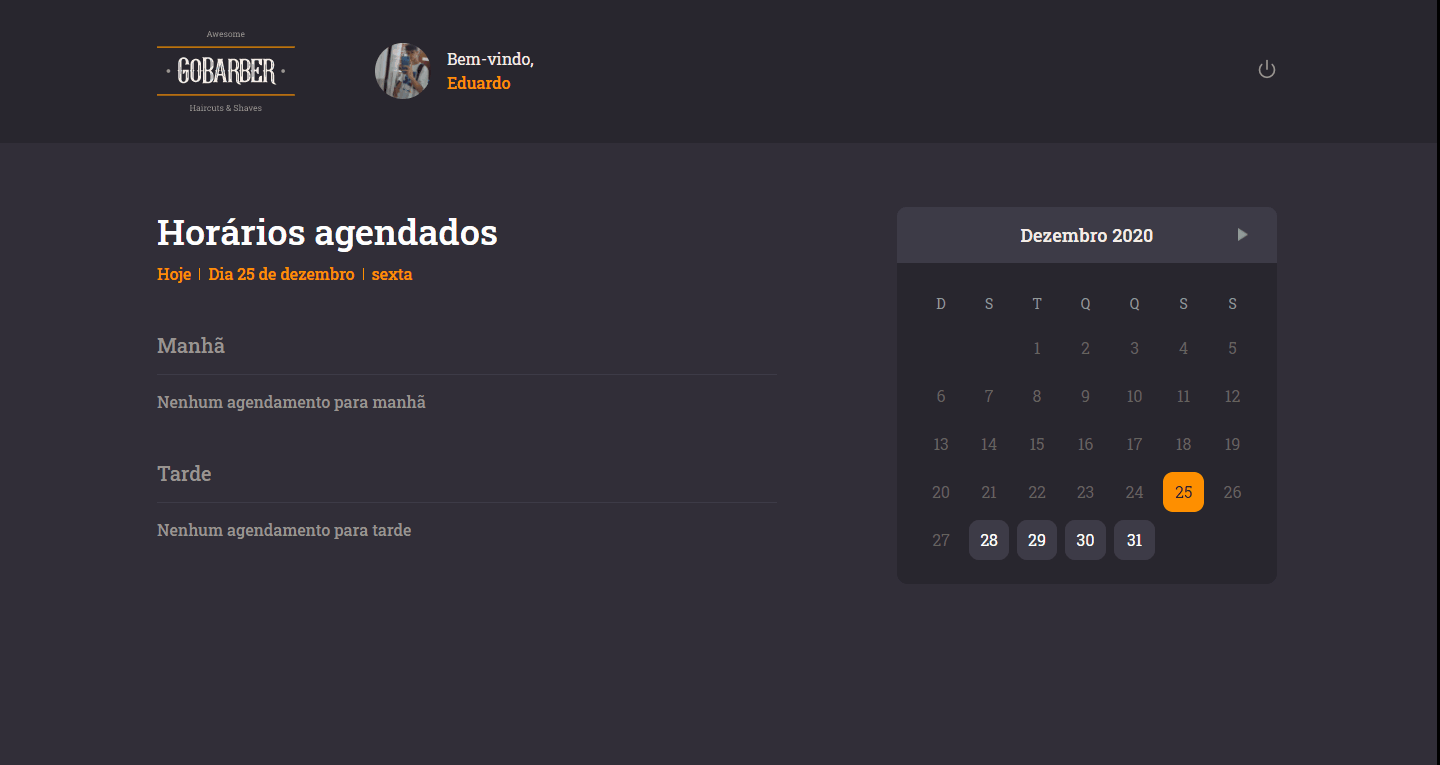 Awesome
GOBARBER
Haircuts & Shaves
Bem-vindo,
Eduardo
Horários agendados
Hoje | Dia 25 de dezembro | sexta
Manhã
Nenhum agendamento para manhã
Tarde
Nenhum agendamento para tarde
Dezembro 2020
D S T Q Q S S
1 2 3 4 5
6 7 8 9 10 11 12
13 14 15 16 17 18 19
20 21 22 23 24 25 26
27 28 29 30 31